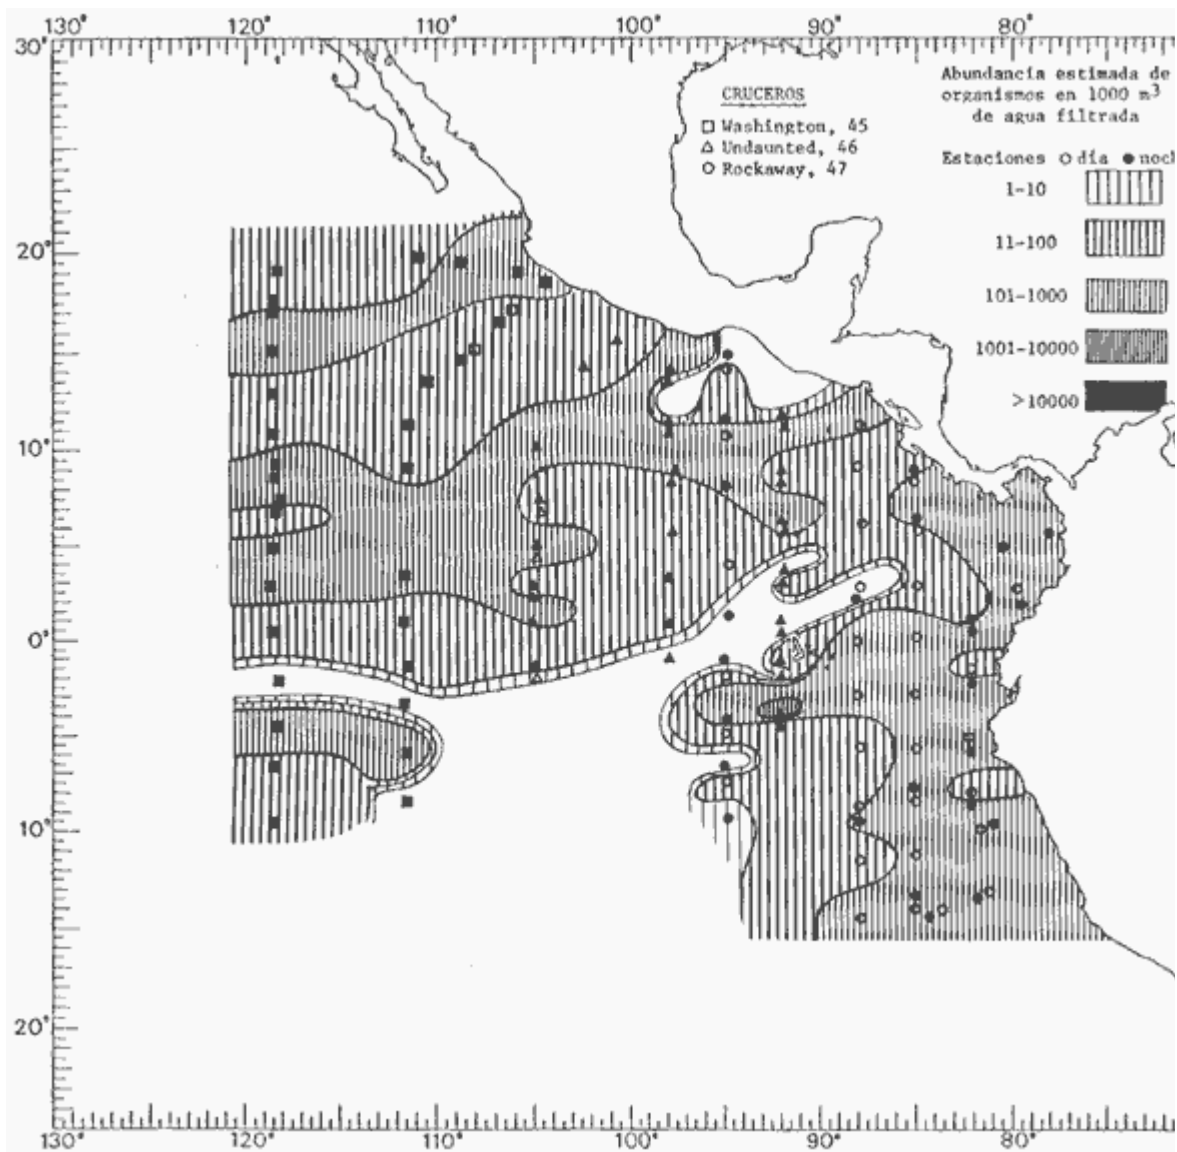 130° 120° 110° 100° 90° 80°
30°
Abundancia estimada de
organismos en 1000 m³
de agua filtrada
CRUCEROS
□ Washington, 45
△ Undaunted, 46
○ Rockaway, 47
Estaciones ○ día ● noch
1-10
11-100
101-1000
1001-10000
>10000
20°
10°
0°
10°
20°
130° 120° 110° 100° 90° 80°